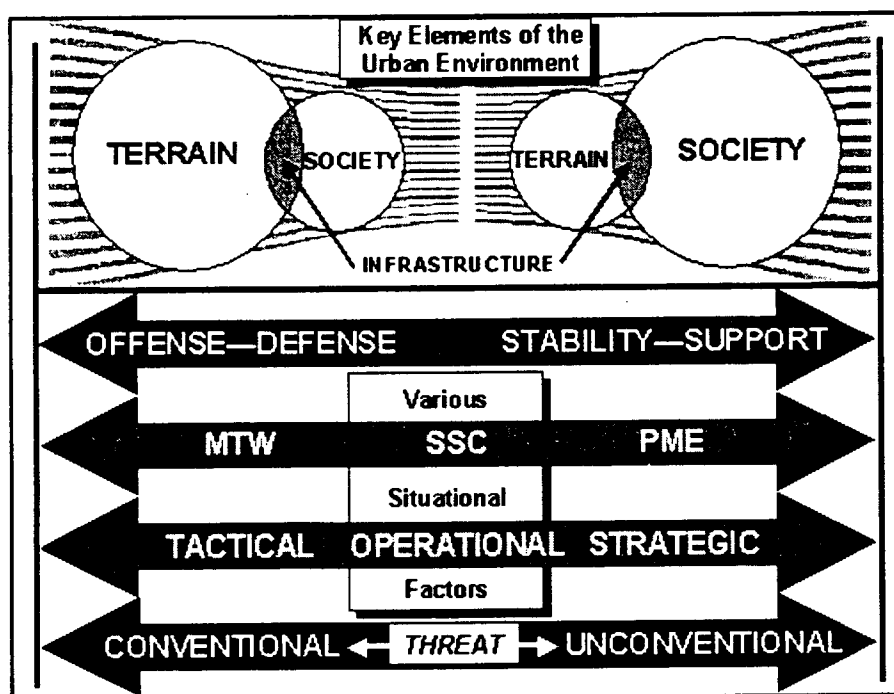 Key Elements of the
Urban Environment
TERRAIN SOCIETY TERRAIN SOCIETY
INFRASTRUCTURE
OFFENSE—DEFENSE STABILITY—SUPPORT
Various
MTW SSC PME
Situational
TACTICAL OPERATIONAL STRATEGIC
Factors
CONVENTIONAL THREAT UNCONVENTIONAL